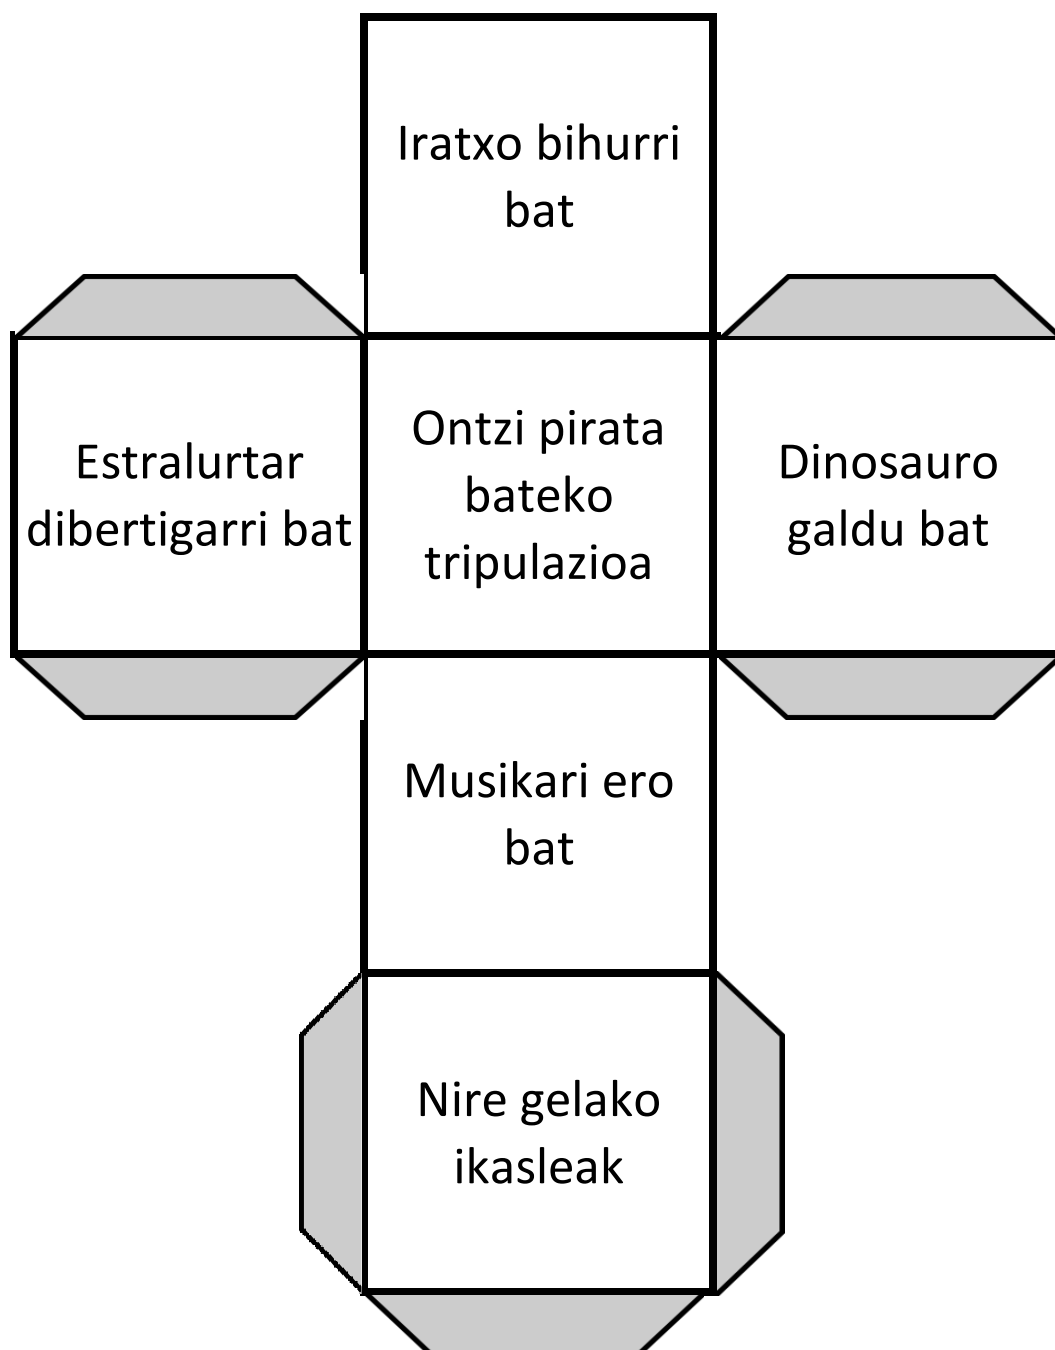 Iratxo bihurri
bat
Estralurtar
dibertigarri bat
Ontzi pirata
bateko
tripulazioa
Dinosauro
galdu bat
Musikari ero
bat
Nire gelako
ikasleak